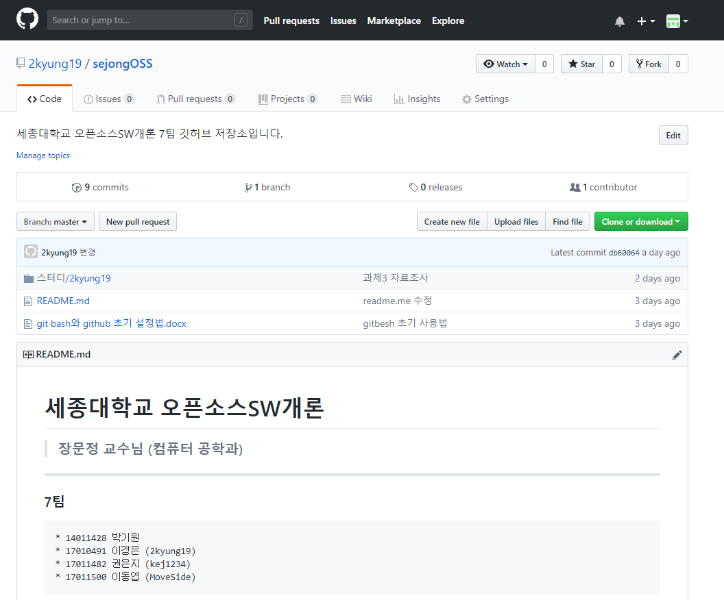 Search or jump to... /
Pull requests Issues Marketplace Explore
2kyung19 / sejongOSS
Watch 0 Star 0 Fork 0
Code Issues 0 Pull requests 0 Projects 0 Wiki Insights Settings
세종대학교 오픈소스SW개론 7팀 깃허브 저장소입니다. Edit
Manage topics
9 commits 1 branch 0 releases 1 contributor
Branch: master New pull request Create new file Upload files Find file Clone or download
2kyung19 변경 Latest commit db60064 a day ago
스터디/2kyung19 과제3 자료조사 2 days ago
README.md readme.me 수정 3 days ago
git bash와 github 초기 설정법.docx gitbesh 초기 사용법 3 days ago
README.md
세종대학교 오픈소스SW개론
장문정 교수님 (컴퓨터 공학과)
7팀
* 14011428 박기원
* 17010491 이경은 (2kyung19)
* 17011482 권은지 (kej1234)
* 17011500 이동엽 (MoveSide)